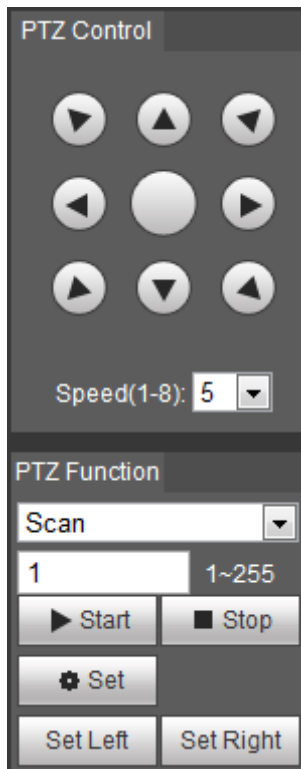 PTZ Control
Speed(1-8): 5
PTZ Function
Scan
1 1~255
Start Stop
Set
Set Left Set Right